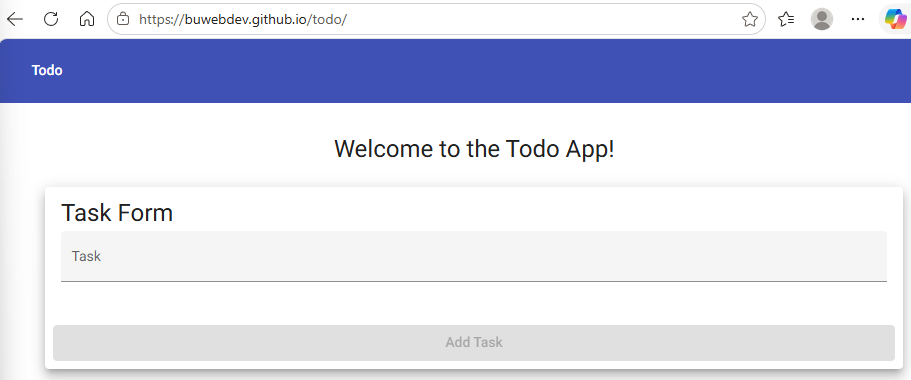 https://buwebdev.github.io/todo/
Todo
Welcome to the Todo App!
Task Form
Task
Add Task